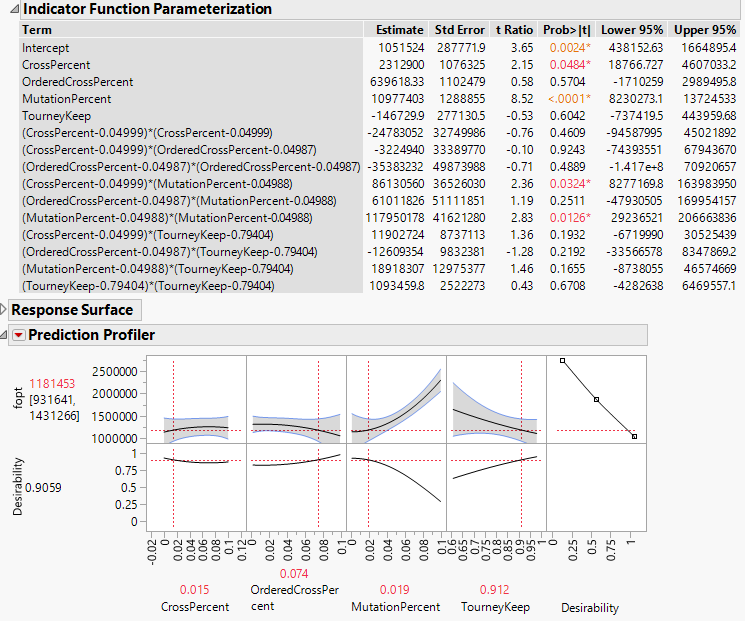 Indicator Function Parameterization
Term Estimate Std Error t Ratio Prob>|t| Lower 95% Upper 95%
Intercept 1051524 287771.9 3.65 0.0024* 438152.63 1664895.4
CrossPercent 2312900 1076325 2.15 0.0484* 18766.727 4607033.2
OrderedCrossPercent 639618.33 1102479 0.58 0.5704 -1710259 2989495.8
MutationPercent 10977403 1288855 8.52 <.0001* 8230273.1 13724533
TourneyKeep -146729.9 277130.5 -0.53 0.6042 -737419.5 443959.68
(CrossPercent-0.04999)*(CrossPercent-0.04999) -24783052 32749986 -0.76 0.4609 -94587995 45021892
(CrossPercent-0.04999)*(OrderedCrossPercent-0.04987) -3224940 33389770 -0.10 0.9243 -74393551 67943670
(OrderedCrossPercent-0.04987)*(OrderedCrossPercent-0.04987) -35383232 49873988 -0.71 0.4889 -1.417e+8 70920657
(CrossPercent-0.04999)*(MutationPercent-0.04988) 86130560 36526030 2.36 0.0324* 8277169.8 163983950
(OrderedCrossPercent-0.04987)*(MutationPercent-0.04988) 61011826 51111851 1.19 0.2511 -47930505 169954157
(MutationPercent-0.04988)*(MutationPercent-0.04988) 117950178 41621280 2.83 0.0126* 29236521 206663836
(CrossPercent-0.04999)*(TourneyKeep-0.79404) 11902724 8737113 1.36 0.1932 -6719990 30525439
(OrderedCrossPercent-0.04987)*(TourneyKeep-0.79404) -12609354 9832381 -1.28 0.2192 -33566578 8347869.2
(MutationPercent-0.04988)*(TourneyKeep-0.79404) 18918307 12975377 1.46 0.1655 -8738055 46574669
(TourneyKeep-0.79404)*(TourneyKeep-0.79404) 1093459.8 2522273 0.43 0.6708 -4282638 6469557.1
Response Surface
Prediction Profiler
fopt
1181453
[931641,
1431266]
2500000
2000000
1500000
1000000
Desirability
0.9059
1
0.75
0.5
0.25
0
-0.02 0 0.02 0.04 0.06 0.08 0.1 0.12 0 0.02 0.04 0.06 0.08 0.1 0 0.02 0.04 0.06 0.08 0.1 0.6 0.65 0.7 0.75 0.8 0.85 0.9 0.95 1 0 0.25 0.5 0.75 1
0.015
CrossPercent
0.074
OrderedCrossPer
cent
0.019
MutationPercent
0.912
TourneyKeep
Desirability